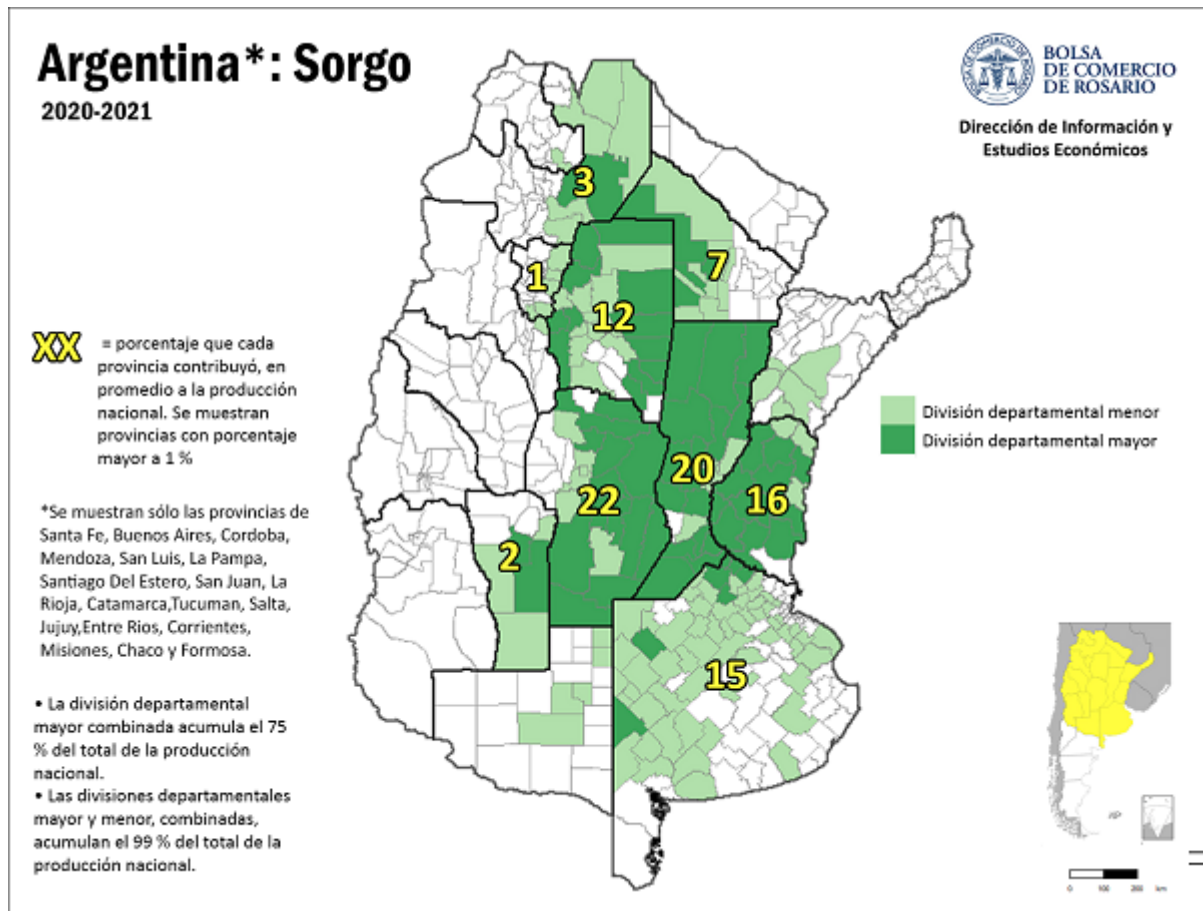 Argentina*: Sorgo
2020-2021
BOLSA
DE COMERCIO
DE ROSARIO
Dirección de Información y
Estudios Económicos
3
7
1
12
XX = porcentaje que cada
provincia contribuyó, en
promedio a la producción
nacional. Se muestran
provincias con porcentaje
mayor a 1 %
División departamental menor
División departamental mayor
20
22
16
2
15
*Se muestran sólo las provincias de
Santa Fe, Buenos Aires, Cordoba,
Mendoza, San Luis, La Pampa,
Santiago Del Estero, San Juan, La
Rioja, Catamarca,Tucuman, Salta,
Jujuy,Entre Rios, Corrientes,
Misiones, Chaco y Formosa.
• La división departamental
mayor combinada acumula el 75
% del total de la producción
nacional.
• Las divisiones departamentales
mayor y menor, combinadas,
acumulan el 99 % del total de la
producción nacional.
0 100 200 km